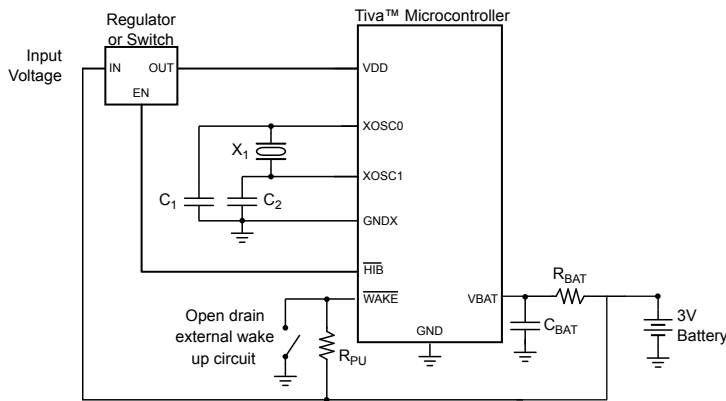 Tiva™ Microcontroller
Regulator
or Switch
Input
Voltage
IN OUT
EN
VDD
XOSC0
X1
XOSC1
C1
C2
GNDX
HIB
WAKE
VBAT
RBAT
Open drain
external wake
up circuit
RPU
GND
CBAT
3V
Battery